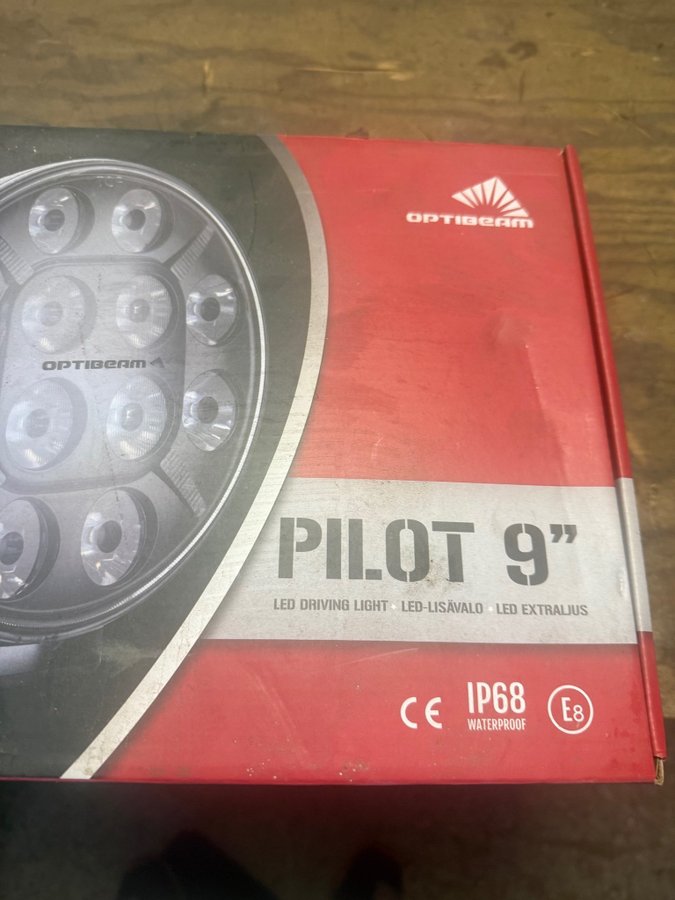 OPTIBEAM
OPTIBEAM
PILOT 9”
LED DRIVING LIGHT • LED-LISÄVALO • LED EXTRALJUS
CE IP68 E8
WATERPROOF